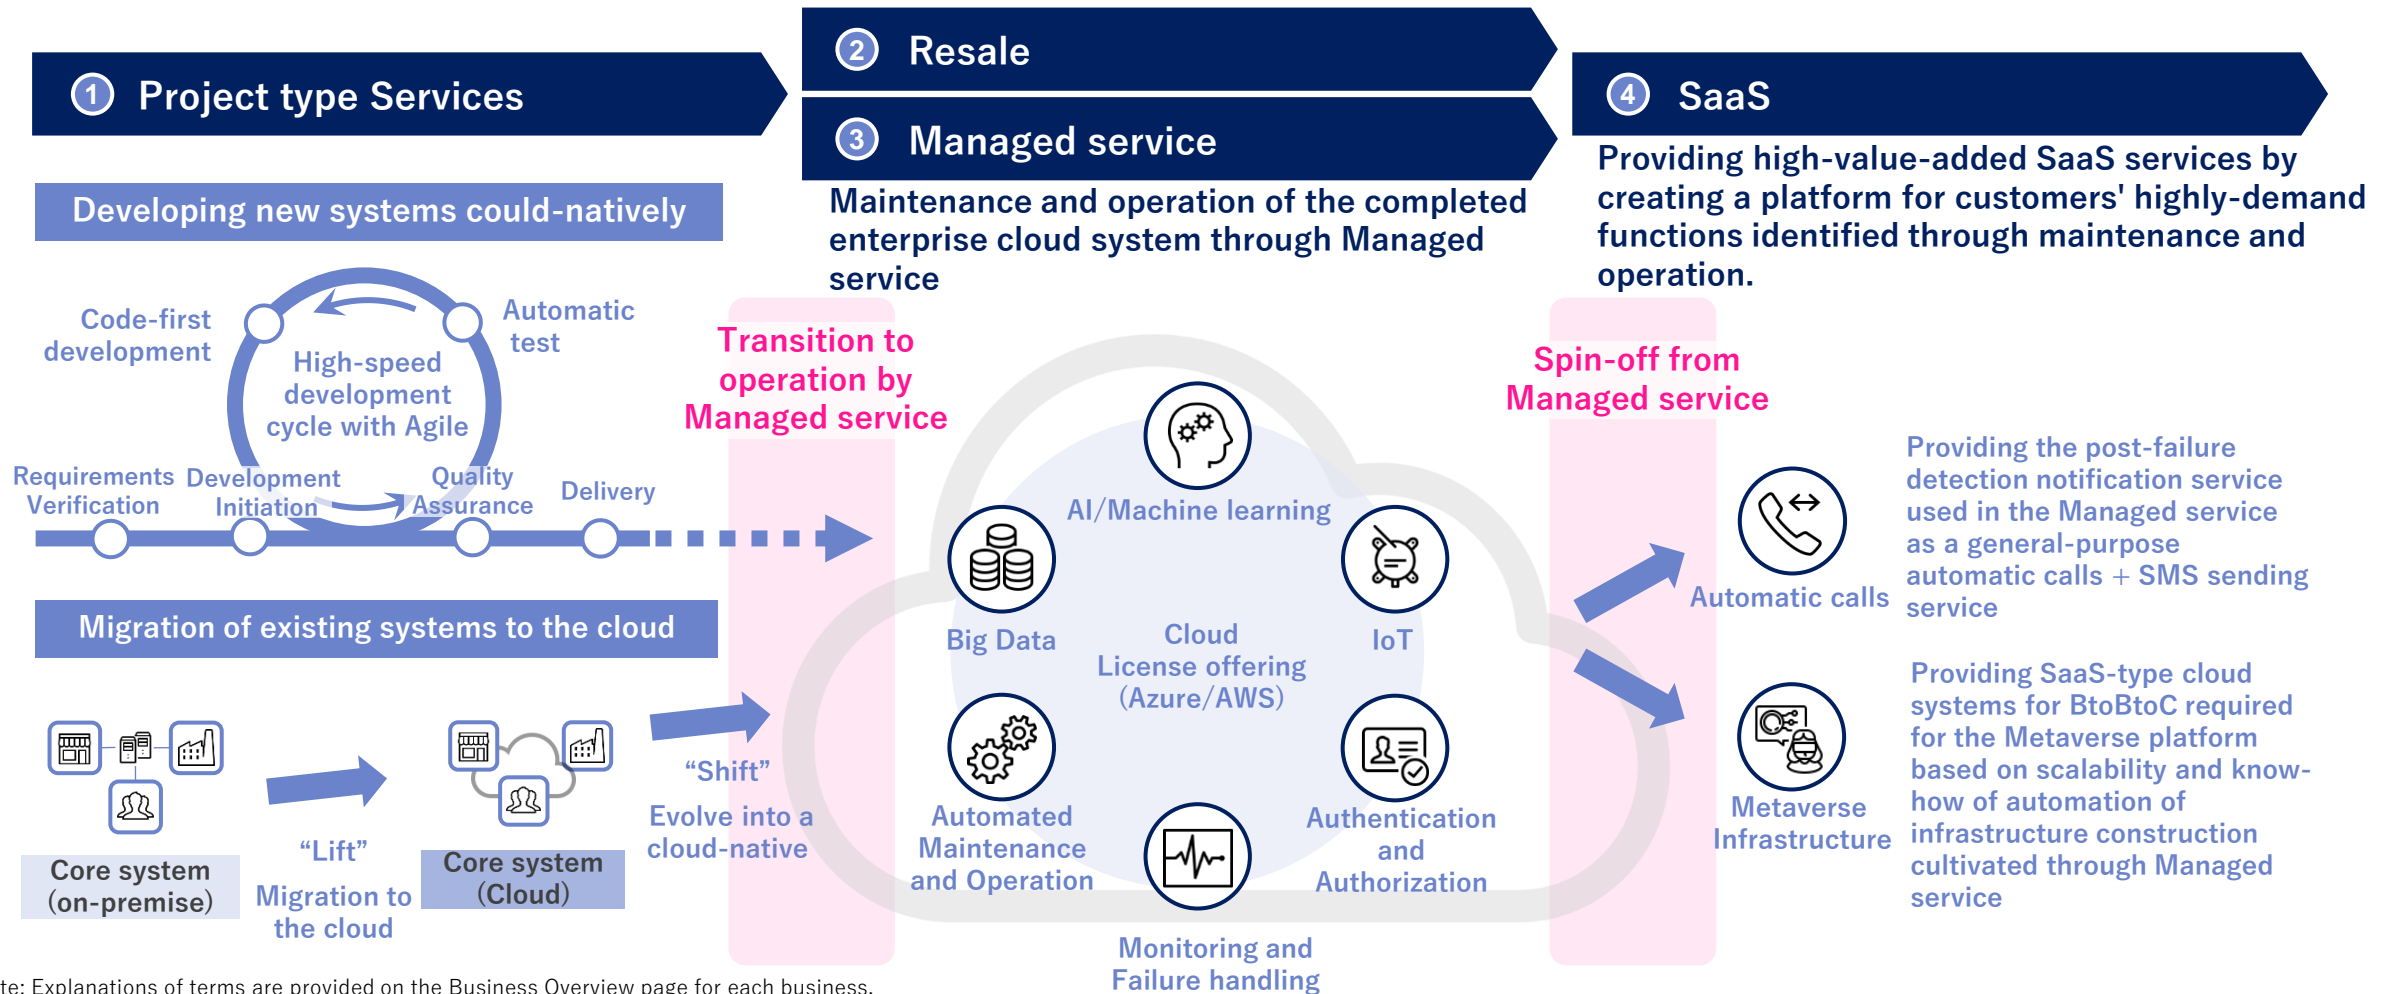 1 Project type Services
2 Resale
3 Managed service
4 SaaS
Developing new systems could-natively
Code-first
development
Automatic
test
High-speed
development
cycle with Agile
Requirements
Verification
Development
Initiation
Quality
Assurance
Delivery
Migration of existing systems to the cloud
Core system
(on-premise)
“Lift”
Migration to
the cloud
Core system
(Cloud)
“Shift”
Evolve into a
cloud-native
Transition to
operation by
Managed service
Maintenance and operation of the completed
enterprise cloud system through Managed
service
AI/Machine learning
Big Data
IoT
Cloud
License offering
(Azure/AWS)
Automated
Maintenance
and Operation
Authentication
and
Authorization
Monitoring and
Failure handling
Spin-off from
Managed service
Providing high-value-added SaaS services by
creating a platform for customers' highly-demand
functions identified through maintenance and
operation.
Automatic calls
Providing the post-failure
detection notification service
used in the Managed service
as a general-purpose
automatic calls + SMS sending
service
Metaverse
Infrastructure
Providing SaaS-type cloud
systems for BtoBtoC required
for the Metaverse platform
based on scalability and know-
how of automation of
infrastructure construction
cultivated through Managed
service
te: Explanations of terms are provided on the Business Overview page for each business.